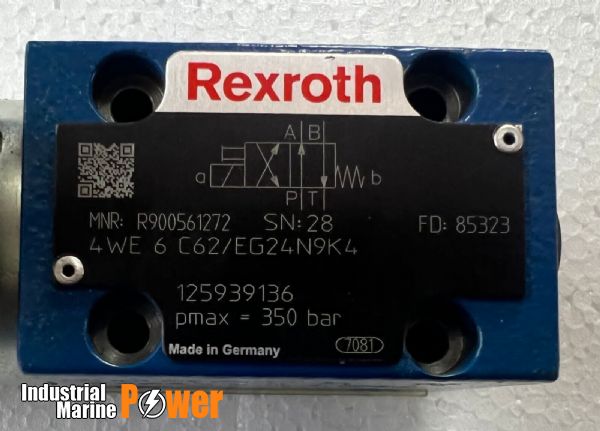 Rexroth
A B
a b
P T
MNR: R900561272 SN: 28 FD: 85323
4WE 6 C62/EG24N9K4
125939136
pmax = 350 bar
Made in Germany 7081
Industrial
Marine Power